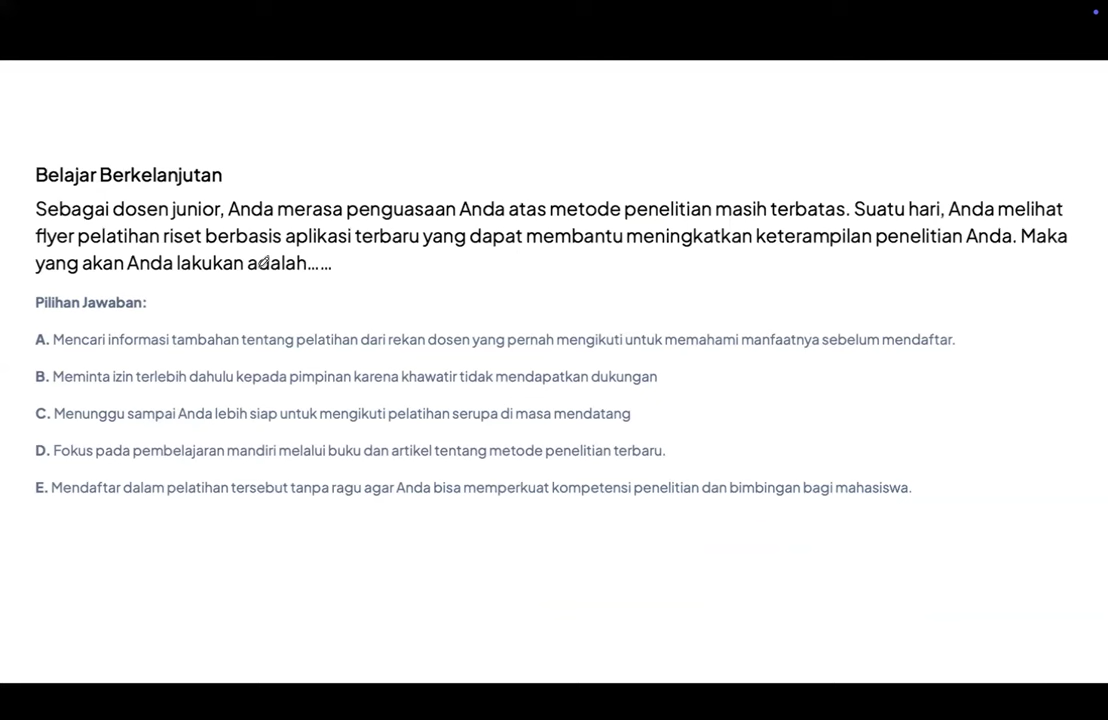 Belajar Berkelanjutan
Sebagai dosen junior, Anda merasa penguasaan Anda atas metode penelitian masih terbatas. Suatu hari, Anda melihat
flyer pelatihan riset berbasis aplikasi terbaru yang dapat membantu meningkatkan keterampilan penelitian Anda. Maka
yang akan Anda lakukan adalah......
Pilihan Jawaban:
A. Mencari informasi tambahan tentang pelatihan dari rekan dosen yang pernah mengikuti untuk memahami manfaatnya sebelum mendaftar.
B. Meminta izin terlebih dahulu kepada pimpinan karena khawatir tidak mendapatkan dukungan
C. Menunggu sampai Anda lebih siap untuk mengikuti pelatihan serupa di masa mendatang
D. Fokus pada pembelajaran mandiri melalui buku dan artikel tentang metode penelitian terbaru.
E. Mendaftar dalam pelatihan tersebut tanpa ragu agar Anda bisa memperkuat kompetensi penelitian dan bimbingan bagi mahasiswa.